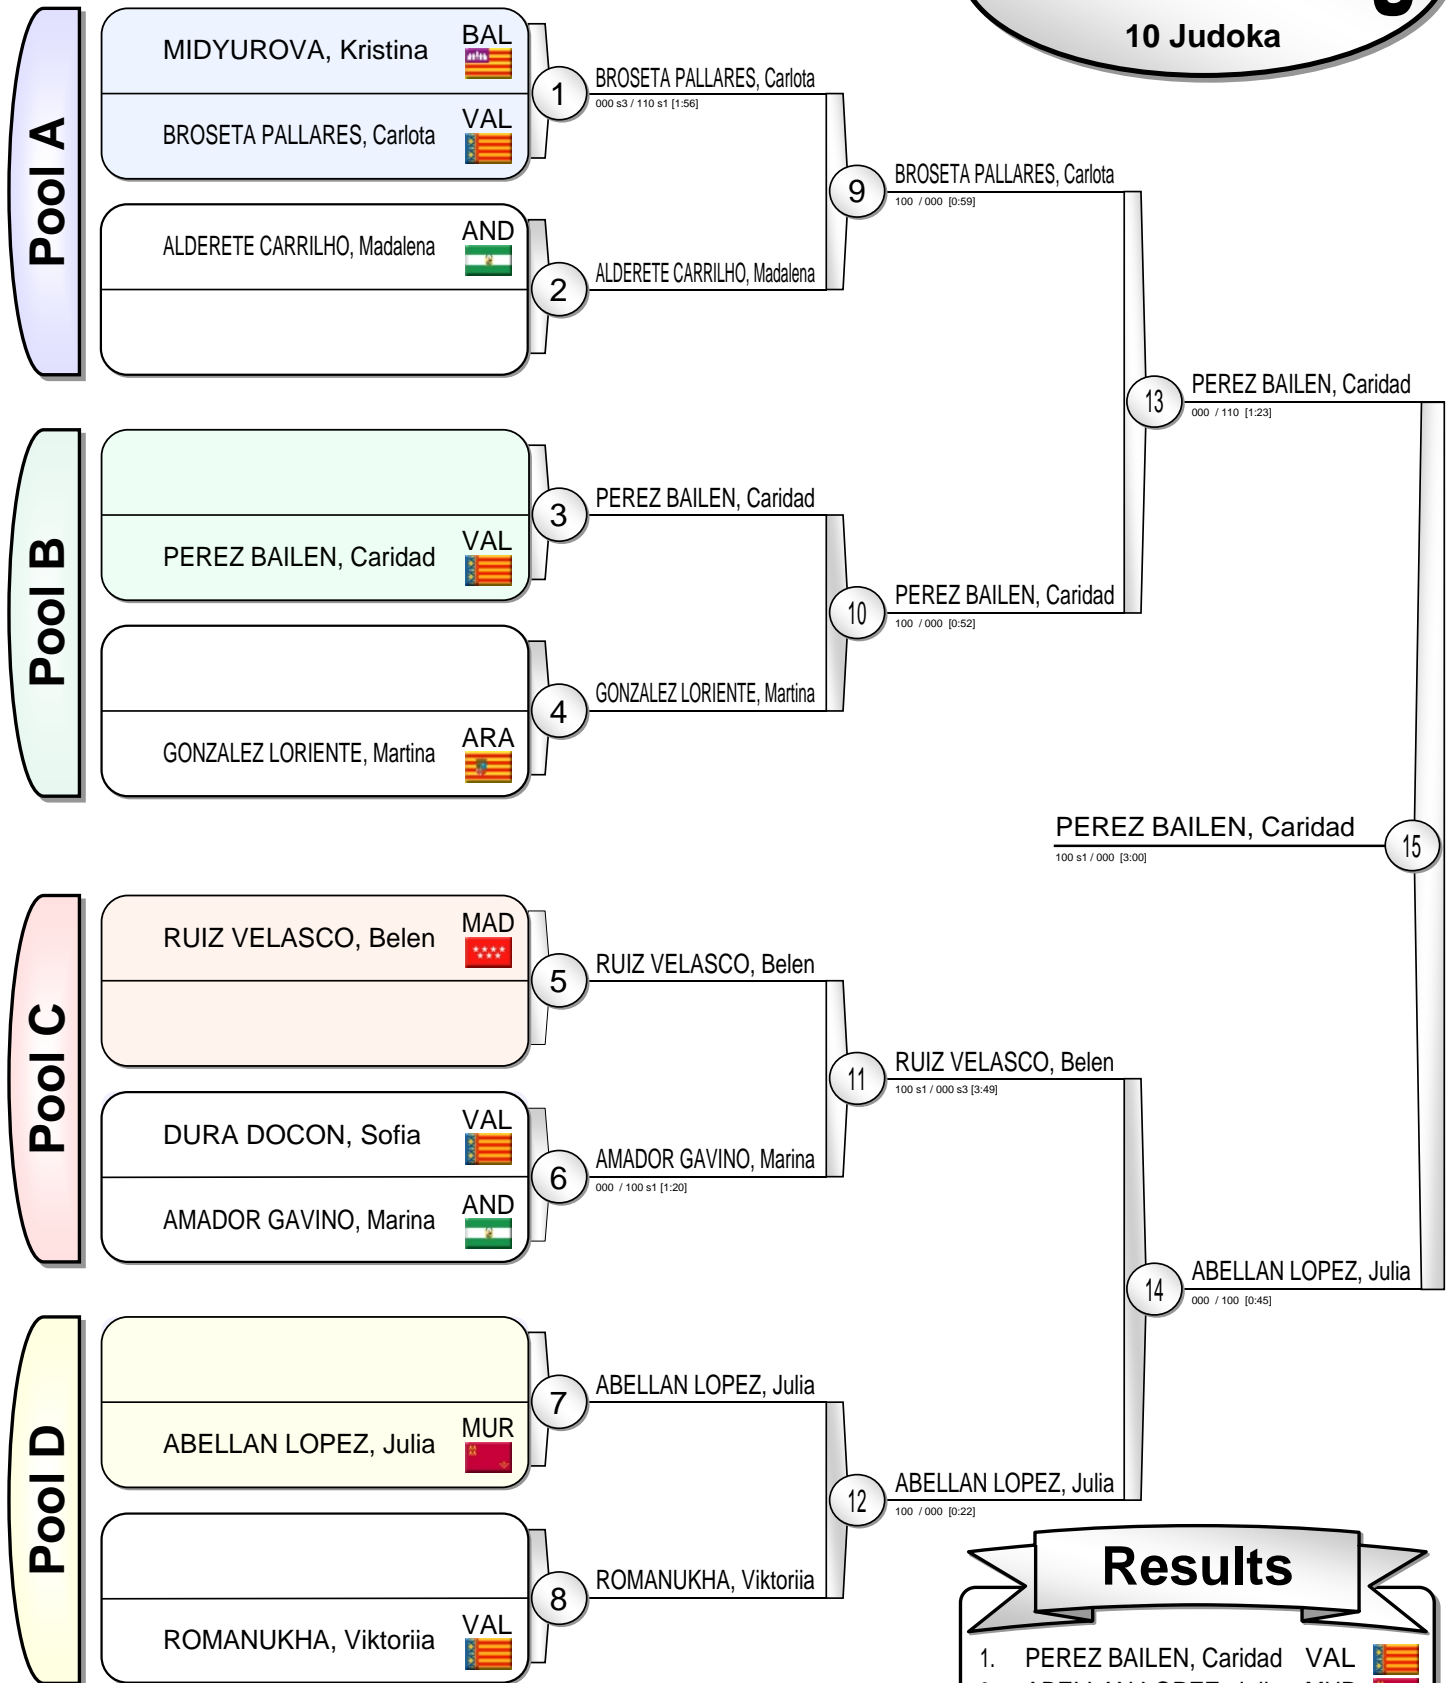 10 Judoka
Pool A
MIDYUROVA, Kristina BAL
BROSETA PALLARES, Carlota VAL
ALDERETE CARRILHO, Madalena AND
1
BROSETA PALLARES, Carlota
000 s3 / 110 s1 [1:56]
2
ALDERETE CARRILHO, Madalena
9
BROSETA PALLARES, Carlota
100 / 000 [0:59]
Pool B
PEREZ BAILEN, Caridad VAL
GONZALEZ LORIENTE, Martina ARA
3
PEREZ BAILEN, Caridad
4
GONZALEZ LORIENTE, Martina
10
PEREZ BAILEN, Caridad
100 / 000 [0:52]
13
PEREZ BAILEN, Caridad
000 / 110 [1:23]
PEREZ BAILEN, Caridad
100 s1 / 000 [3:00]
15
Pool C
RUIZ VELASCO, Belen MAD
DURA DOCON, Sofia VAL
AMADOR GAVINO, Marina AND
5
RUIZ VELASCO, Belen
6
AMADOR GAVINO, Marina
000 / 100 s1 [1:20]
11
RUIZ VELASCO, Belen
100 s1 / 000 s3 [3:49]
Pool D
ABELLAN LOPEZ, Julia MUR
ROMANUKHA, Viktoriia VAL
7
ABELLAN LOPEZ, Julia
8
ROMANUKHA, Viktoriia
12
ABELLAN LOPEZ, Julia
100 / 000 [0:22]
14
ABELLAN LOPEZ, Julia
000 / 100 [0:45]
Results
1. PEREZ BAILEN, Caridad VAL